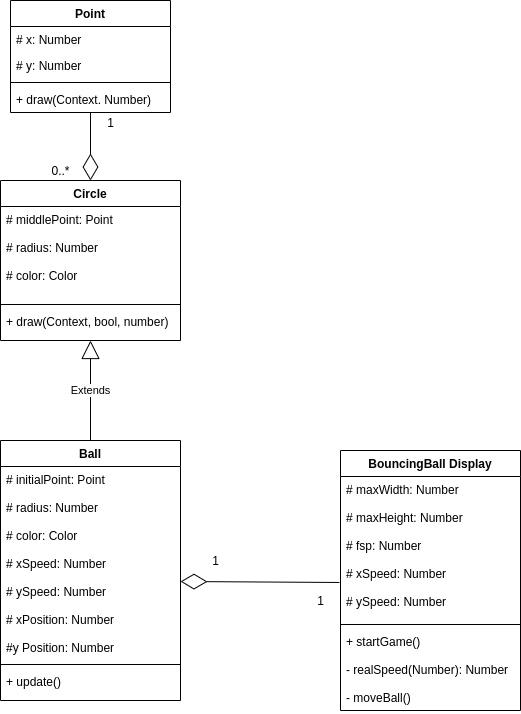 Point
# x: Number
# y: Number
+ draw(Context. Number)
1
0..*
Circle
# middlePoint: Point
# radius: Number
# color: Color
+ draw(Context, bool, number)
Extends
Ball
# initialPoint: Point
# radius: Number
# color: Color
# xSpeed: Number
# ySpeed: Number
# xPosition: Number
#y Position: Number
+ update()
1
1
BouncingBall Display
# maxWidth: Number
# maxHeight: Number
# fsp: Number
# xSpeed: Number
# ySpeed: Number
+ startGame()
- realSpeed(Number): Number
- moveBall()